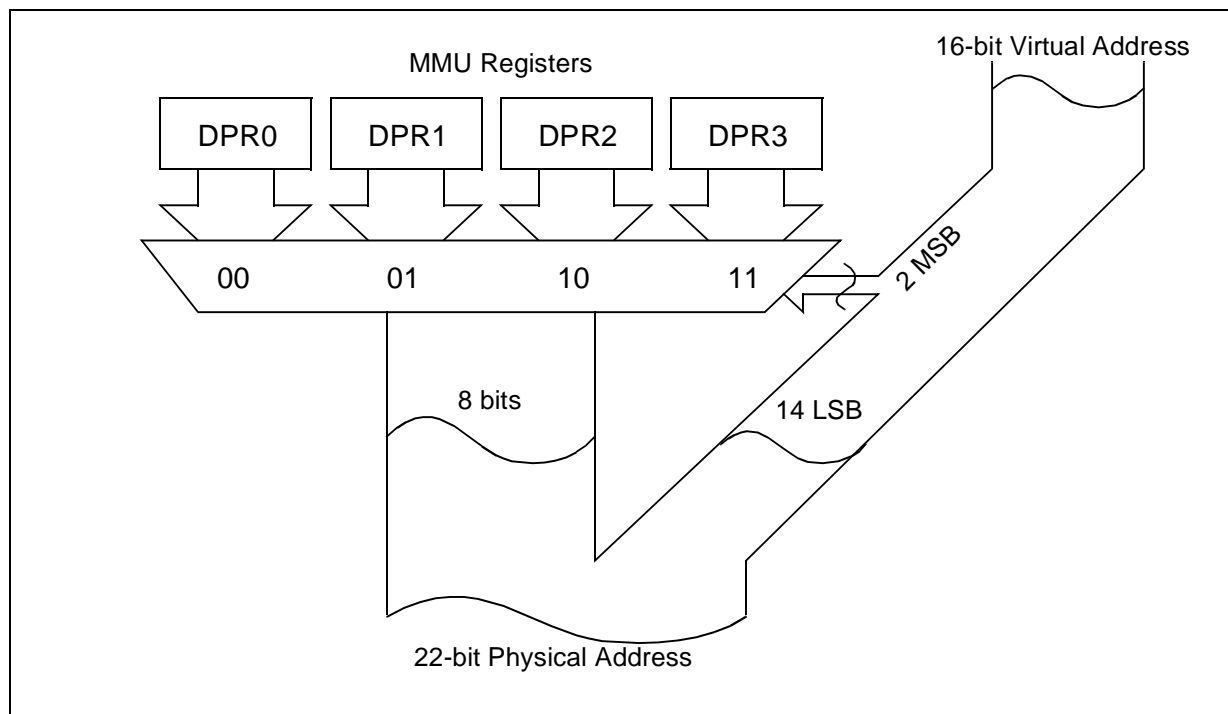 16-bit Virtual Address
MMU Registers
DPR0 DPR1 DPR2 DPR3
2 MSB
00 01 10 11
8 bits
14 LSB
22-bit Physical Address